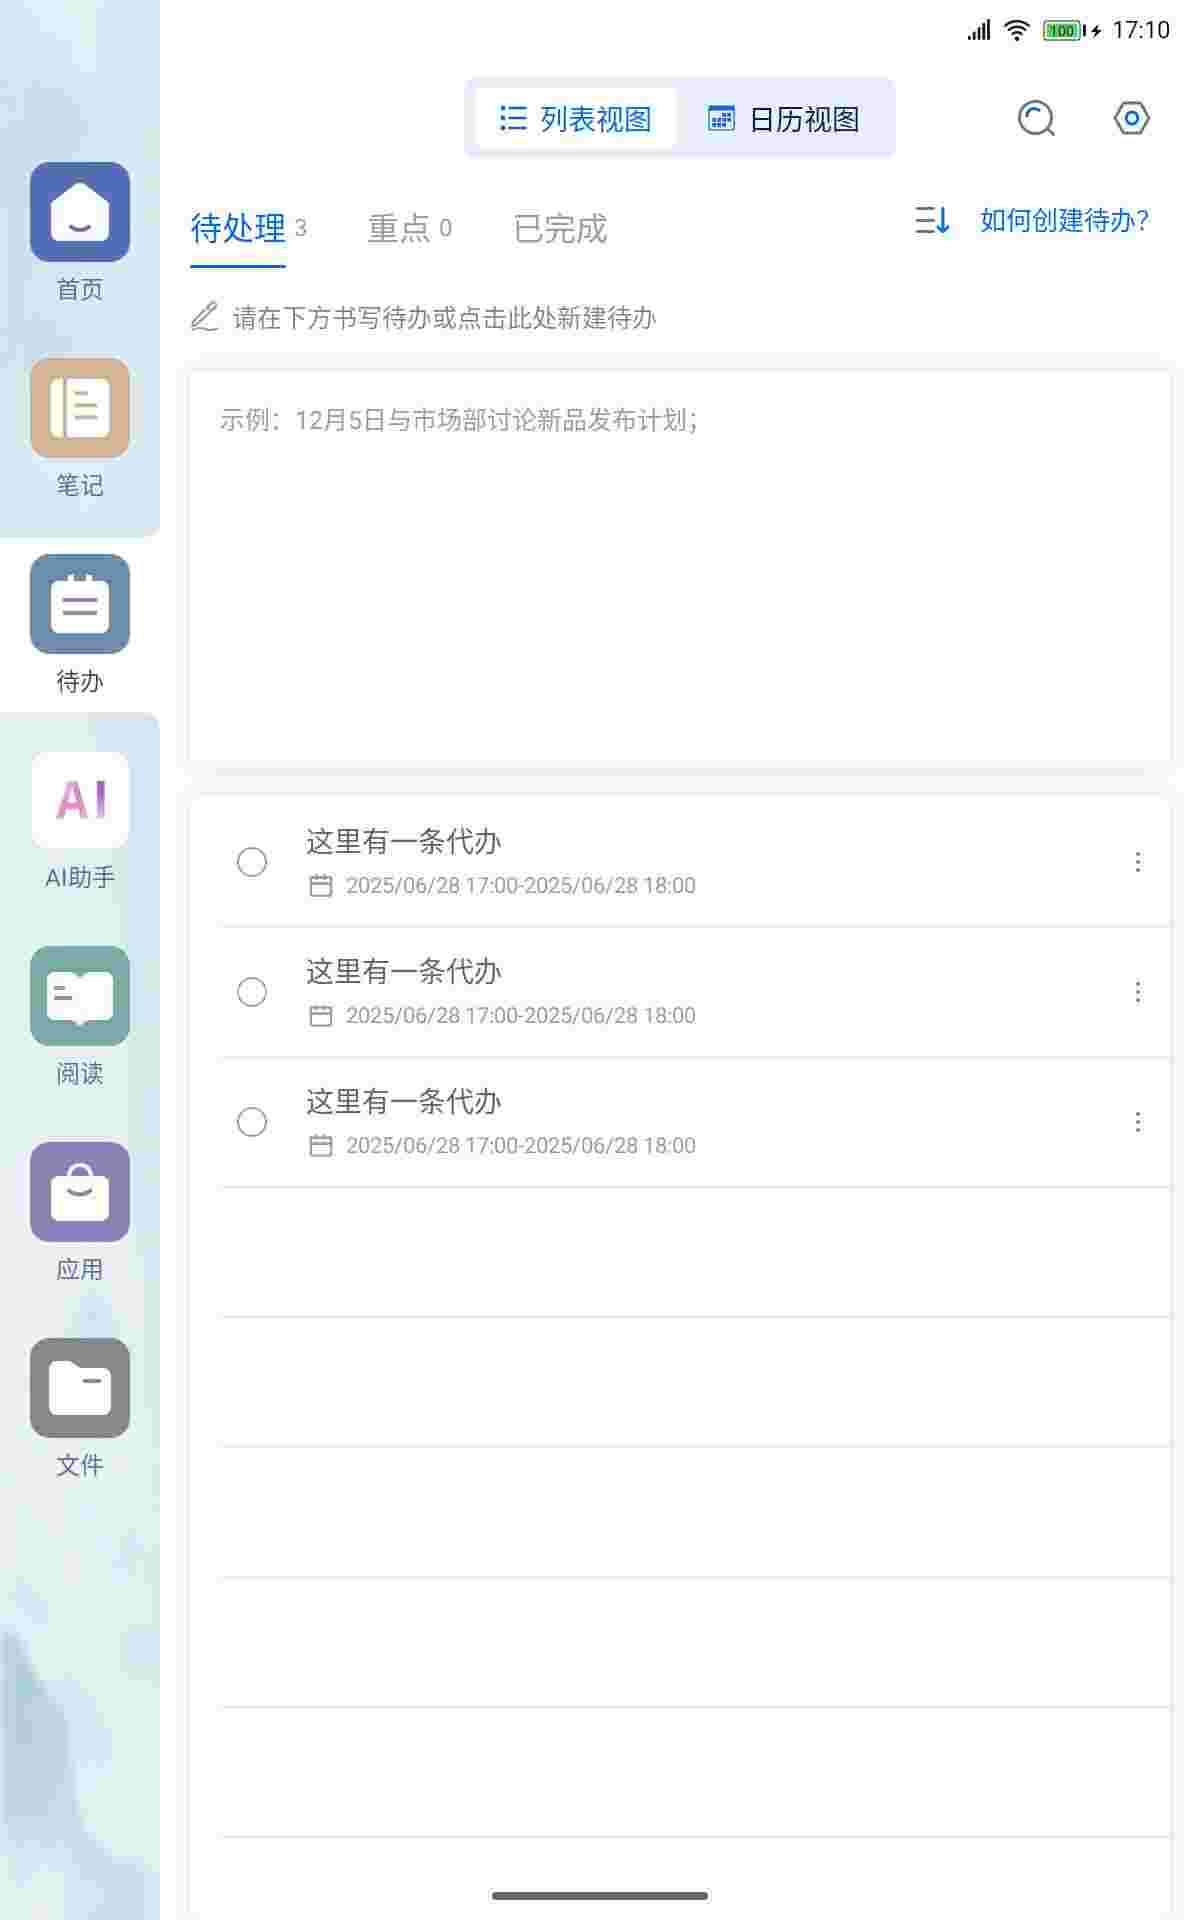 100 17:10
列表视图 日历视图
首页
笔记
待办
AI
AI助手
阅读
应用
文件
待处理 3 重点 0 已完成 如何创建待办?
请在下方书写待办或点击此处新建待办
示例：12月5日与市场部讨论新品发布计划；
这里有一条代办
2025/06/28 17:00-2025/06/28 18:00
这里有一条代办
2025/06/28 17:00-2025/06/28 18:00
这里有一条代办
2025/06/28 17:00-2025/06/28 18:00